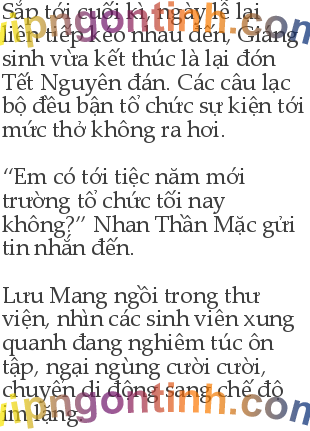 Sắp tới cuối kì, ngày lễ lại
liên tiếp kéo nhau đến, Giáng
sinh vừa kết thúc là lại đón
Tết Nguyên đán. Các câu lạc
bộ đều bận tổ chức sự kiện tới
mức thở không ra hơi.
“Em có tới tiệc năm mới
trường tổ chức tối nay
không?” Nhan Thần Mặc gửi
tin nhắn đến.
Lưu Mang ngồi trong thư
viện, nhìn các sinh viên xung
quanh đang nghiêm túc ôn
tập, ngại ngùng cười cười,
chuyển di động sang chế độ
im lặng.